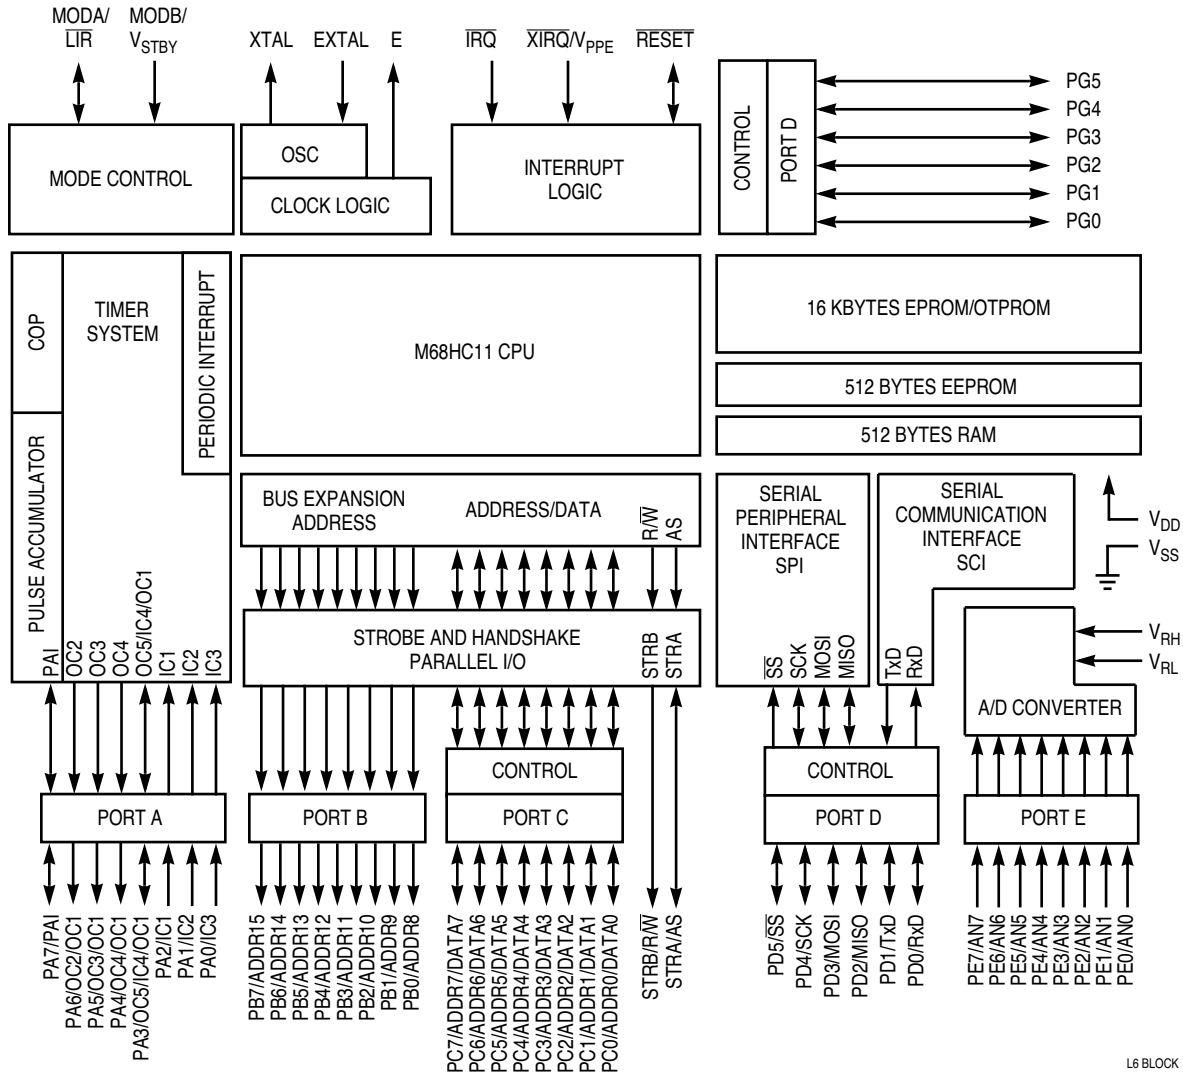 MODA/
LIR
MODB/
VSTBY
XTAL
EXTAL
E
IRQ
XIRQ/VPPE
RESET
MODE CONTROL
OSC
CLOCK LOGIC
INTERRUPT
LOGIC
CONTROL
PORT D
PG5
PG4
PG3
PG2
PG1
PG0
COP
TIMER
SYSTEM
PERIODIC INTERRUPT
PULSE ACCUMULATOR
M68HC11 CPU
16 KBYTES EPROM/OTPROM
512 BYTES EEPROM
512 BYTES RAM
BUS EXPANSION
ADDRESS
ADDRESS/DATA
R/W
AS
SERIAL
PERIPHERAL
INTERFACE
SPI
SERIAL
COMMUNICATION
INTERFACE
SCI
VDD
VSS
VRH
VRL
PAI
OC2
OC3
OC4
OC5/IC4/OC1
IC1
IC2
IC3
STROBE AND HANDSHAKE
PARALLEL I/O
STRB
STRA
SS
SCK
MOSI
MISO
TxD
RxD
A/D CONVERTER
PORT A
PORT B
CONTROL
PORT C
CONTROL
PORT D
PORT E
PA7/PAI
PA6/OC2/OC1
PA5/OC3/OC1
PA4/OC4/OC1
PA3/OC5/IC4/OC1
PA2/IC1
PA1/IC2
PA0/IC3
PB7/ADDR15
PB6/ADDR14
PB5/ADDR13
PB4/ADDR12
PB3/ADDR11
PB2/ADDR10
PB1/ADDR9
PB0/ADDR8
PC7/ADDR7/DATA7
PC6/ADDR6/DATA6
PC5/ADDR5/DATA5
PC4/ADDR4/DATA4
PC3/ADDR3/DATA3
PC2/ADDR2/DATA2
PC1/ADDR1/DATA1
PC0/ADDR0/DATA0
STRB/R/W
STRA/AS
PD5/SS
PD4/SCK
PD3/MOSI
PD2/MISO
PD1/TxD
PD0/RxD
PE7/AN7
PE6/AN6
PE5/AN5
PE4/AN4
PE3/AN3
PE2/AN2
PE1/AN1
PE0/AN0
L6 BLOCK